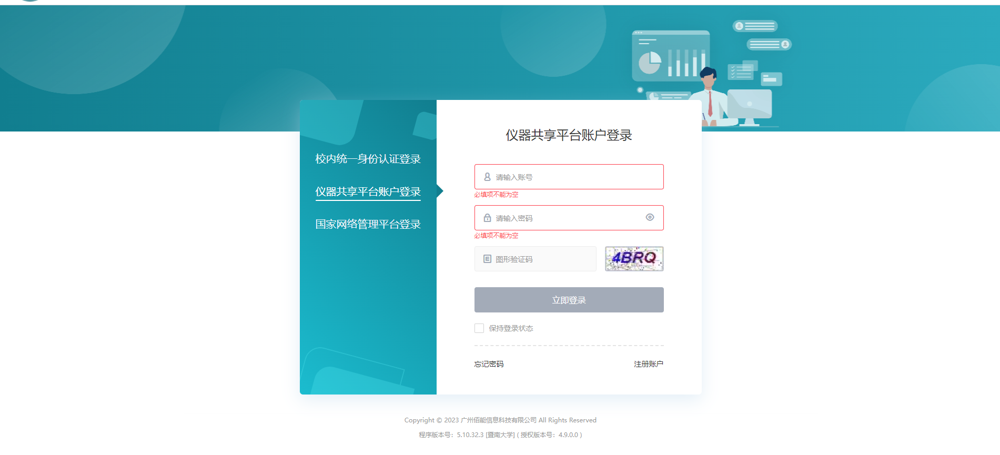 校内统一身份认证登录
仪器共享平台账户登录
国家网络管理平台登录
仪器共享平台账户登录
请输入账号
必填项不能为空
请输入密码
必填项不能为空
图形验证码
4BRQ
立即登录
保持登录状态
忘记密码
注册账户
Copyright © 2023 广州佰能信息科技有限公司 All Rights Reserved
程序版本号：5.10.32.3 [暨南大学] ( 授权版本号：4.9.0.0 )